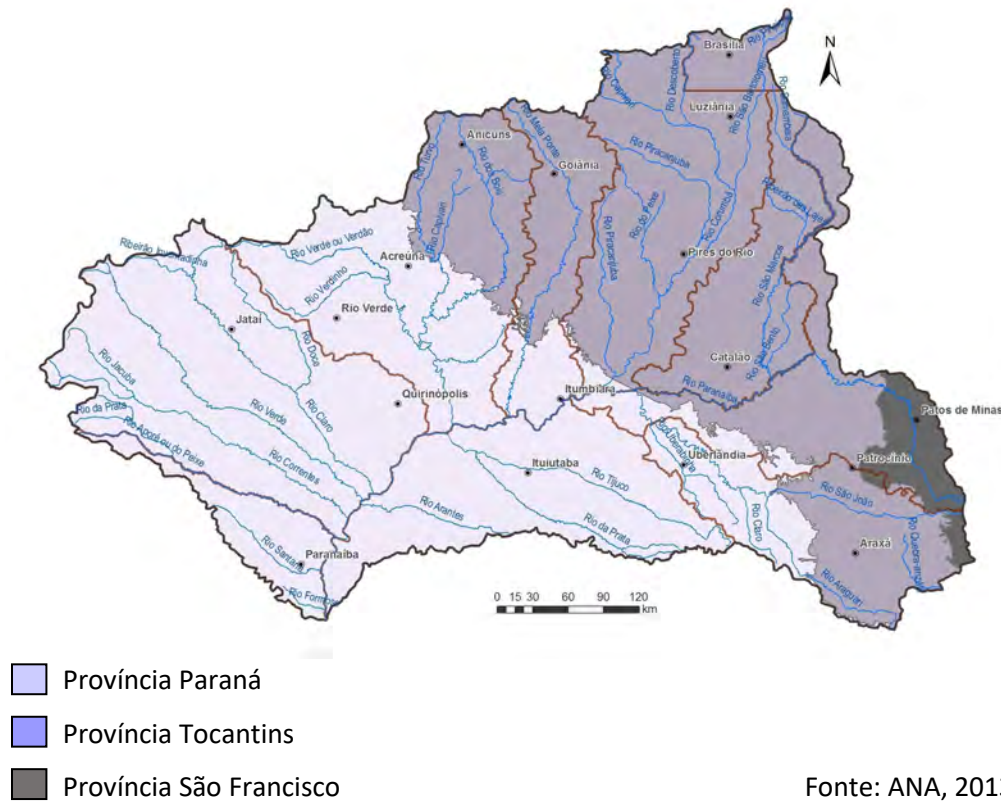 N
Brasília
Rio Descoberto
Rio São Bartolomeu
Luziânia
Anicuns
Rio Meia Ponte
Goiânia
Rio Turvo
Rio dos Bois
Rio Capivari
Rio Piracanjuba
Rio do Peixe
Rio Piracanjuba
Rio Corumbá
Ribeirão das Lajes
Rio São Marcos
Pires do Rio
Rio Verde ou Verdão
Acreúna
Rio Verdinho
Rio Verde
Jataí
Rio Doce
Rio Claro
Catalão
Rio Paranaíba
Itumbiara
Quirinópolis
Rio Jacuba
Rio da Prata
Rio Verde
Rio Aporé ou do Peixe
Rio Correntes
Patos de Minas
Patrocínio
Rio Uberabinha
Uberlândia
Ituiutaba
Rio Tijuco
Rio São João
Rio Arantes
Rio da Prata
Rio Claro
Araxá
Rio Quebra-anzol
Rio Araguari
Rio Santana
Paranaíba
Rio Formoso
0 15 30 60 90 120
km
Província Paraná
Província Tocantins
Província São Francisco
Fonte: ANA, 201